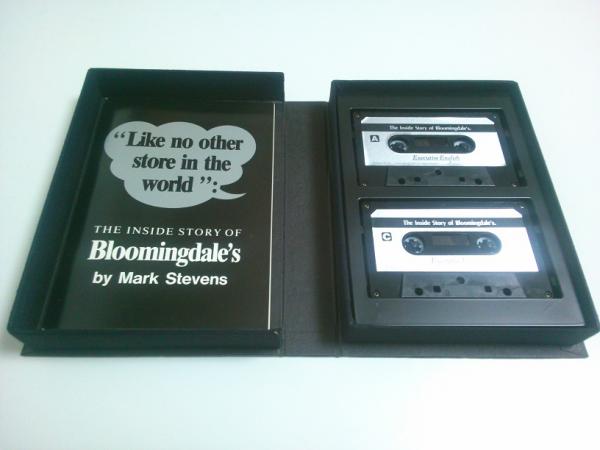 “Like no other
store in the
world”:
THE INSIDE STORY OF
Bloomingdale's
by Mark Stevens
The Inside Story of Bloomingdale's.
A
Executive English
The Inside Story of Bloomingdale's.
C